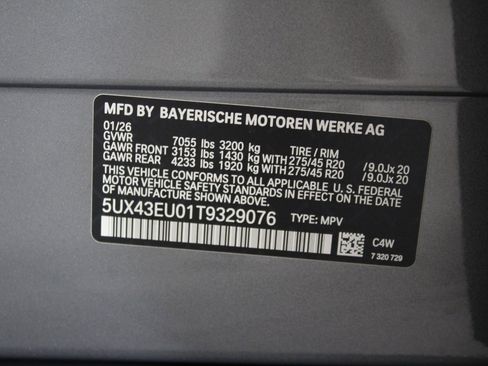 MFD BY BAYERISCHE MOTOREN WERKE AG
01/26
GVWR 7055 lbs 3200 kg TIRE / RIM
GAWR FRONT 3153 lbs 1430 kg WITH 275/45 R20 /9.0Jx 20
GAWR REAR 4233 lbs 1920 kg WITH 275/45 R20 /9.0Jx 20
THIS VEHICLE CONFORMS TO ALL APPLICABLE U.S. FEDERAL
MOTOR VEHICLE SAFETY STANDARDS IN EFFECT ON THE
DATE OF MANUFACTURE SHOWN ABOVE.
5UX43EU01T9329076 TYPE: MPV
C4W
7 320 729